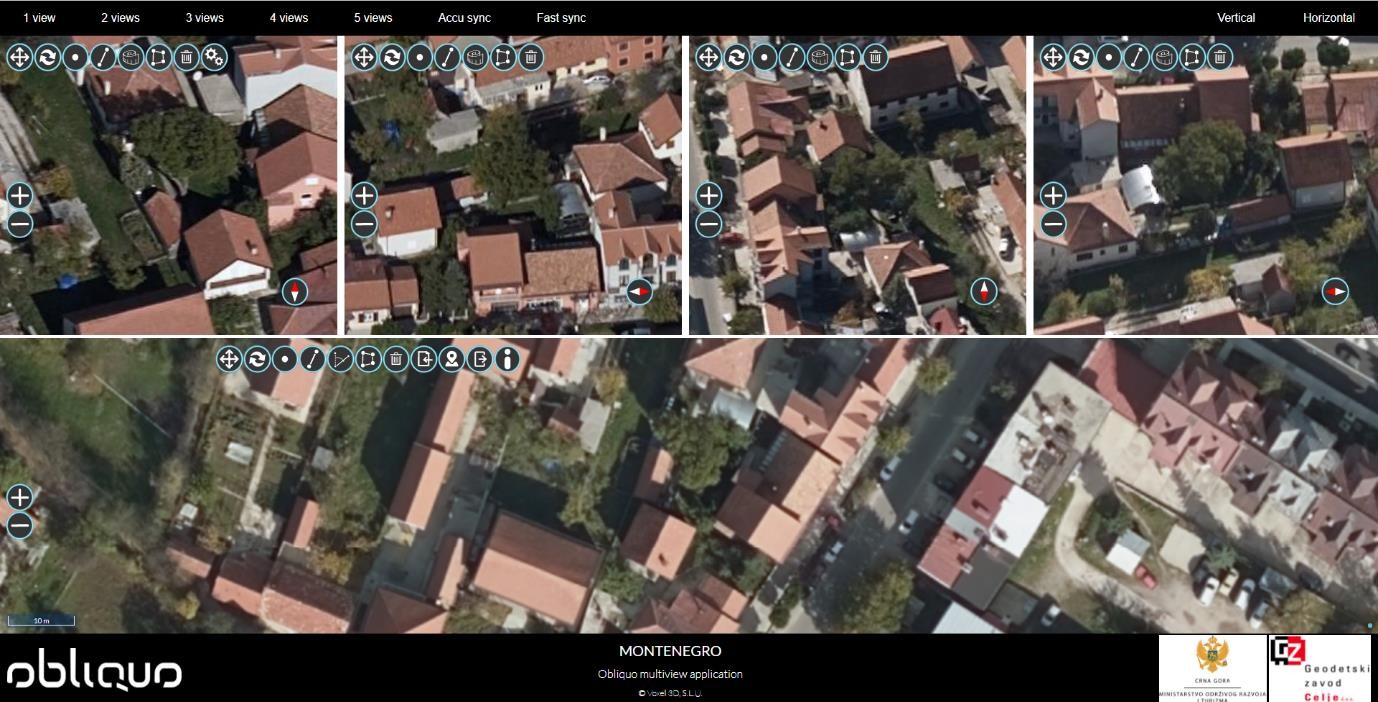 1 view 2 views 3 views 4 views 5 views Accu sync Fast sync Vertical Horizontal
10 m
obliquo
MONTENEGRO
Obliquo multiview application
© Voxel 3D, S.L.U.
CRNA GORA
MINISTARSTVO ODRŽIVOG RAZVOJA
I TURIZMA
GZ
Geodetski
zavod
Celje d.o.o.